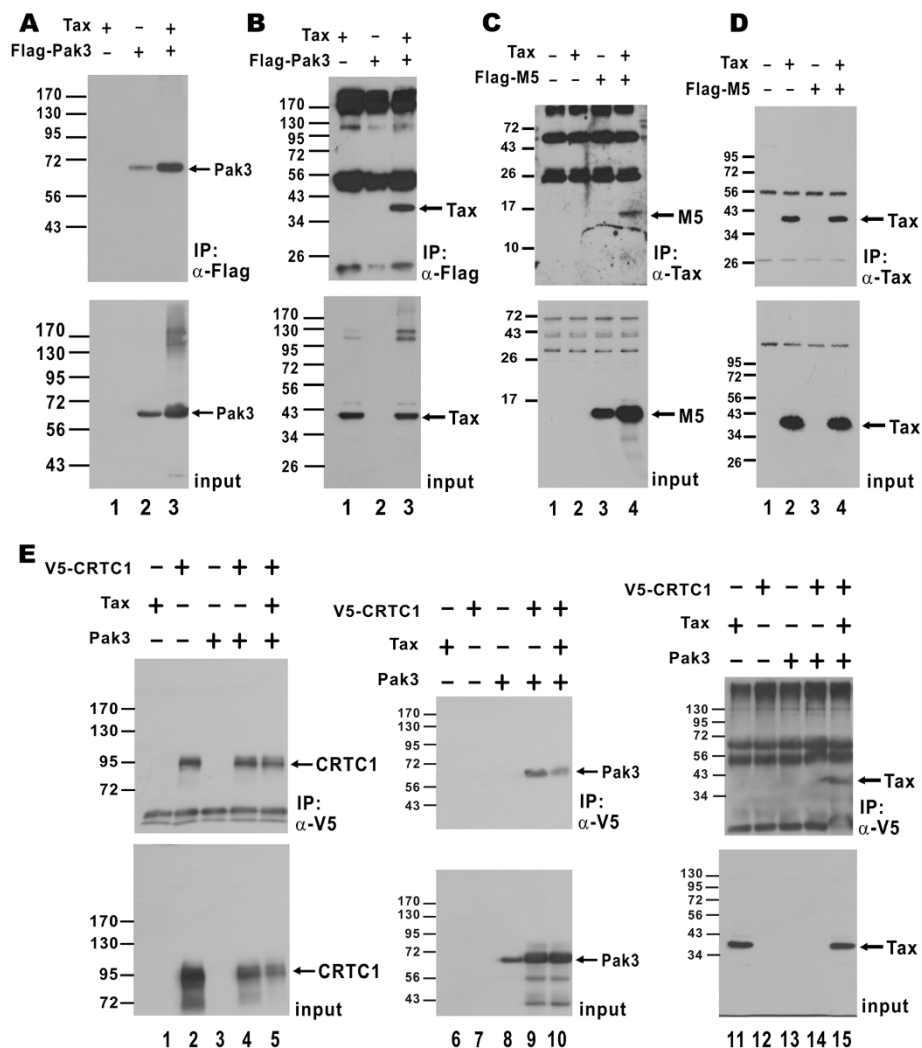 A
Tax + − +
Flag-Pak3 − + +
170
130
95
72
56
43
Pak3
IP:
α-Flag
170
130
95
72
56
43
Pak3
input
1 2 3
B
Tax + − +
Flag-Pak3 − + +
170
130
95
72
56
43
34
26
Tax
IP:
α-Flag
170
130
95
72
56
43
34
26
Tax
input
1 2 3
C
Tax − + − +
Flag-M5 − − + +
72
43
26
17
10
M5
IP:
α-Tax
72
43
26
17
M5
input
1 2 3 4
D
Tax − + − +
Flag-M5 − − + +
95
72
56
43
34
26
Tax
IP:
α-Tax
95
72
56
43
34
26
Tax
input
1 2 3 4
E
V5-CRTC1 − + − + +
Tax + − − − +
Pak3 − − + + +
170
130
95
72
CRTC1
IP:
α-V5
170
130
95
72
CRTC1
input
1 2 3 4 5
V5-CRTC1 − + − + +
Tax + − − − +
Pak3 − − + + +
170
130
95
72
56
43
Pak3
IP:
α-V5
170
130
95
72
56
43
Pak3
input
6 7 8 9 10
V5-CRTC1 − + − + +
Tax + − − − +
Pak3 − − + + +
130
95
72
56
43
34
Tax
IP:
α-V5
130
95
72
56
43
34
Tax
input
11 12 13 14 15